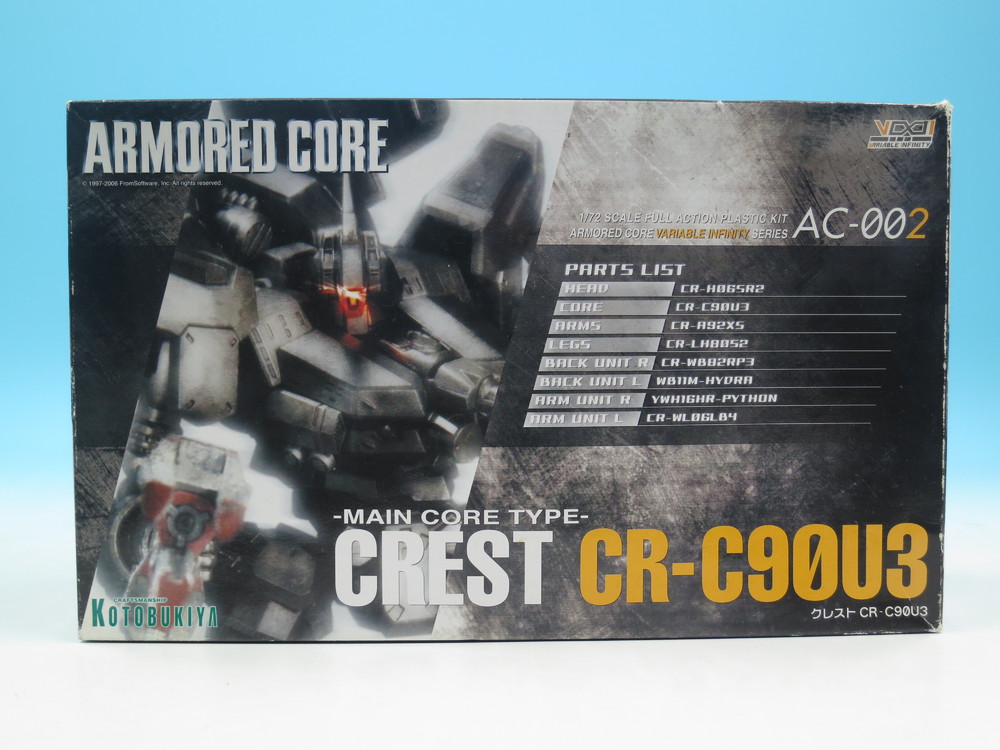 ARMORED CORE
© 1997-2006 FromSoftware, Inc. All rights reserved.
VARIABLE INFINITY
1/72 SCALE FULL ACTION PLASTIC KIT
ARMORED CORE VARIABLE INFINITY SERIES AC-002
PARTS LIST
HEAD CR-H06SR2
CORE CR-C90U3
ARMS CR-A92XS
LEGS CR-LH80S2
BACK UNIT R CR-WB82RP3
BACK UNIT L WB11M-HYDRA
ARM UNIT R YWH16HR-PYTHON
ARM UNIT L CR-WL06LB4
-MAIN CORE TYPE-
CREST CR-C90U3
クレスト CR-C90U3
CRAFTSMANSHIP
KOTOBUKIYA